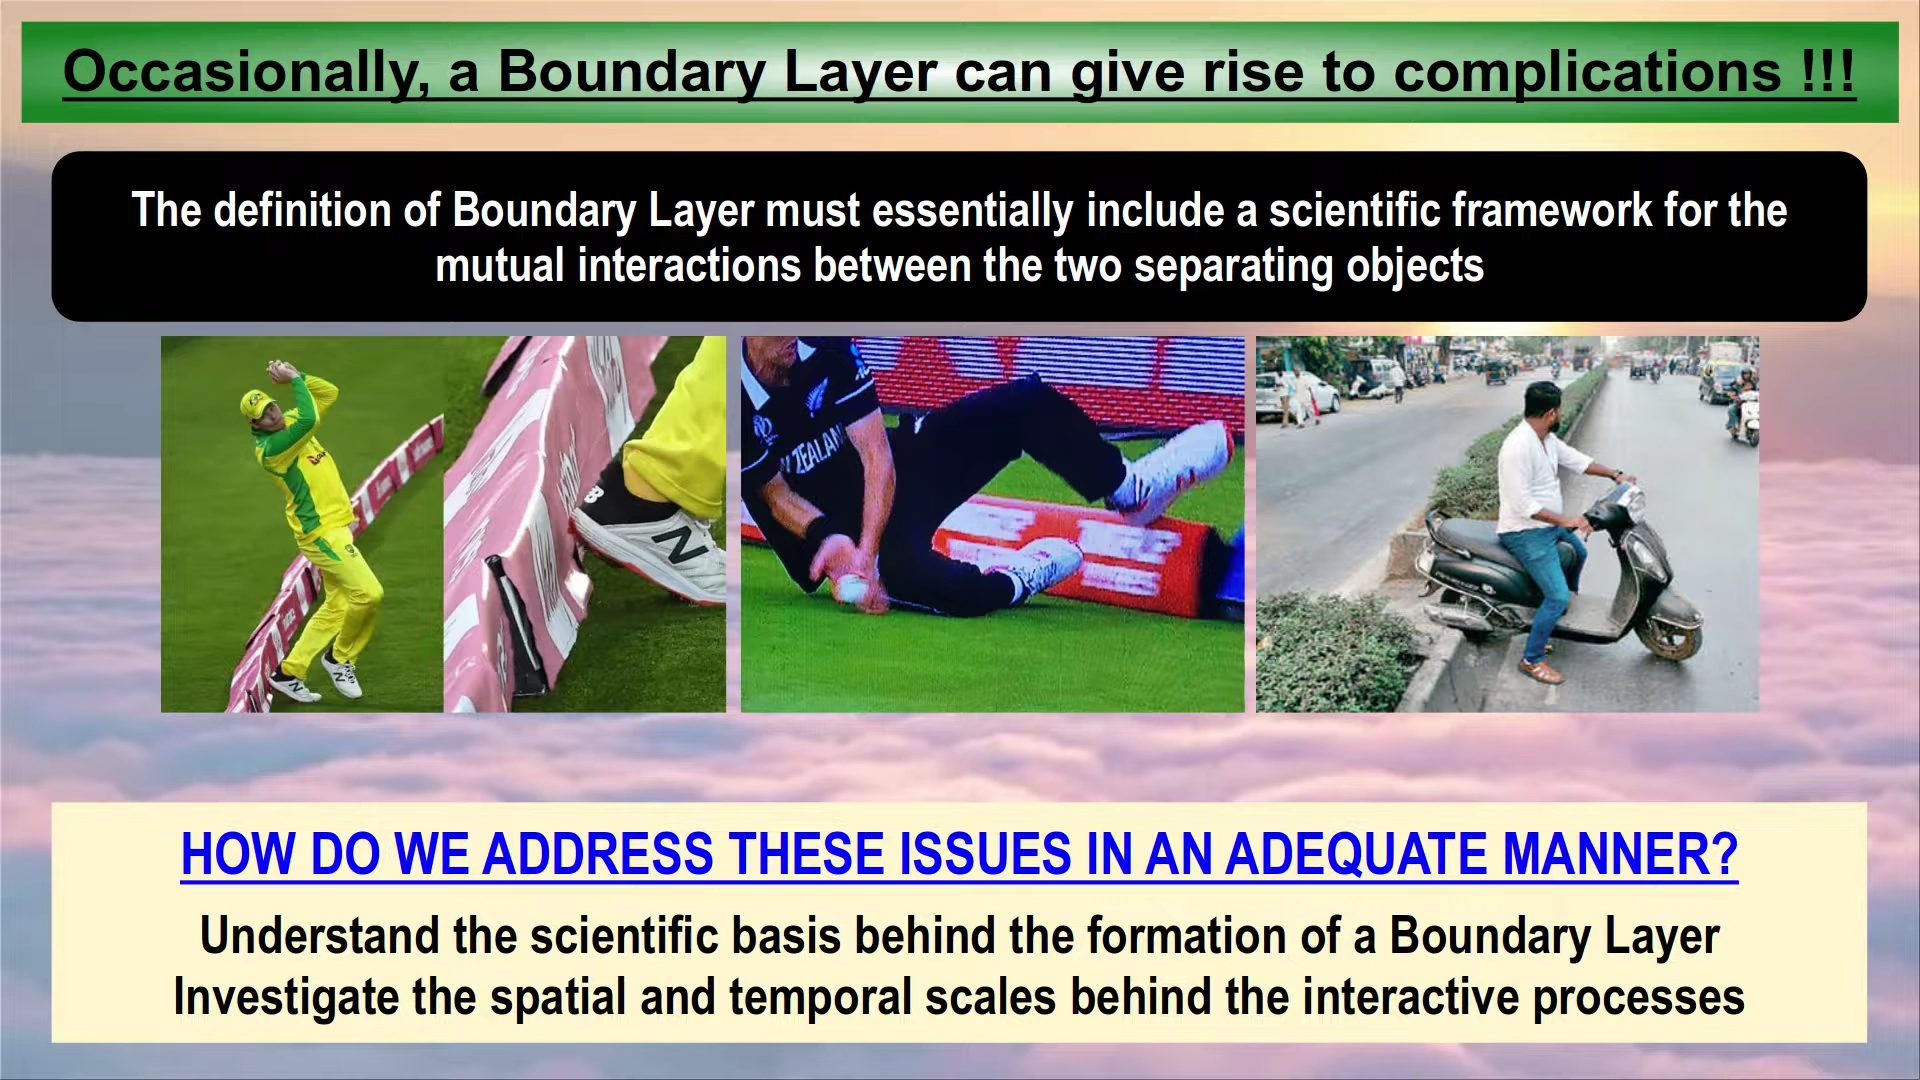 Occasionally, a Boundary Layer can give rise to complications !!!
The definition of Boundary Layer must essentially include a scientific framework for the
mutual interactions between the two separating objects
HOW DO WE ADDRESS THESE ISSUES IN AN ADEQUATE MANNER?
Understand the scientific basis behind the formation of a Boundary Layer
Investigate the spatial and temporal scales behind the interactive processes